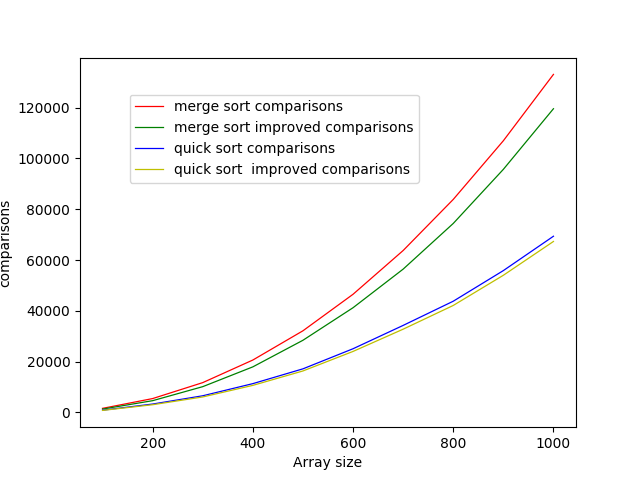 merge sort comparisons
merge sort improved comparisons
quick sort comparisons
quick sort  improved comparisons
comparisons
120000
100000
80000
60000
40000
20000
0
200 400 600 800 1000
Array size